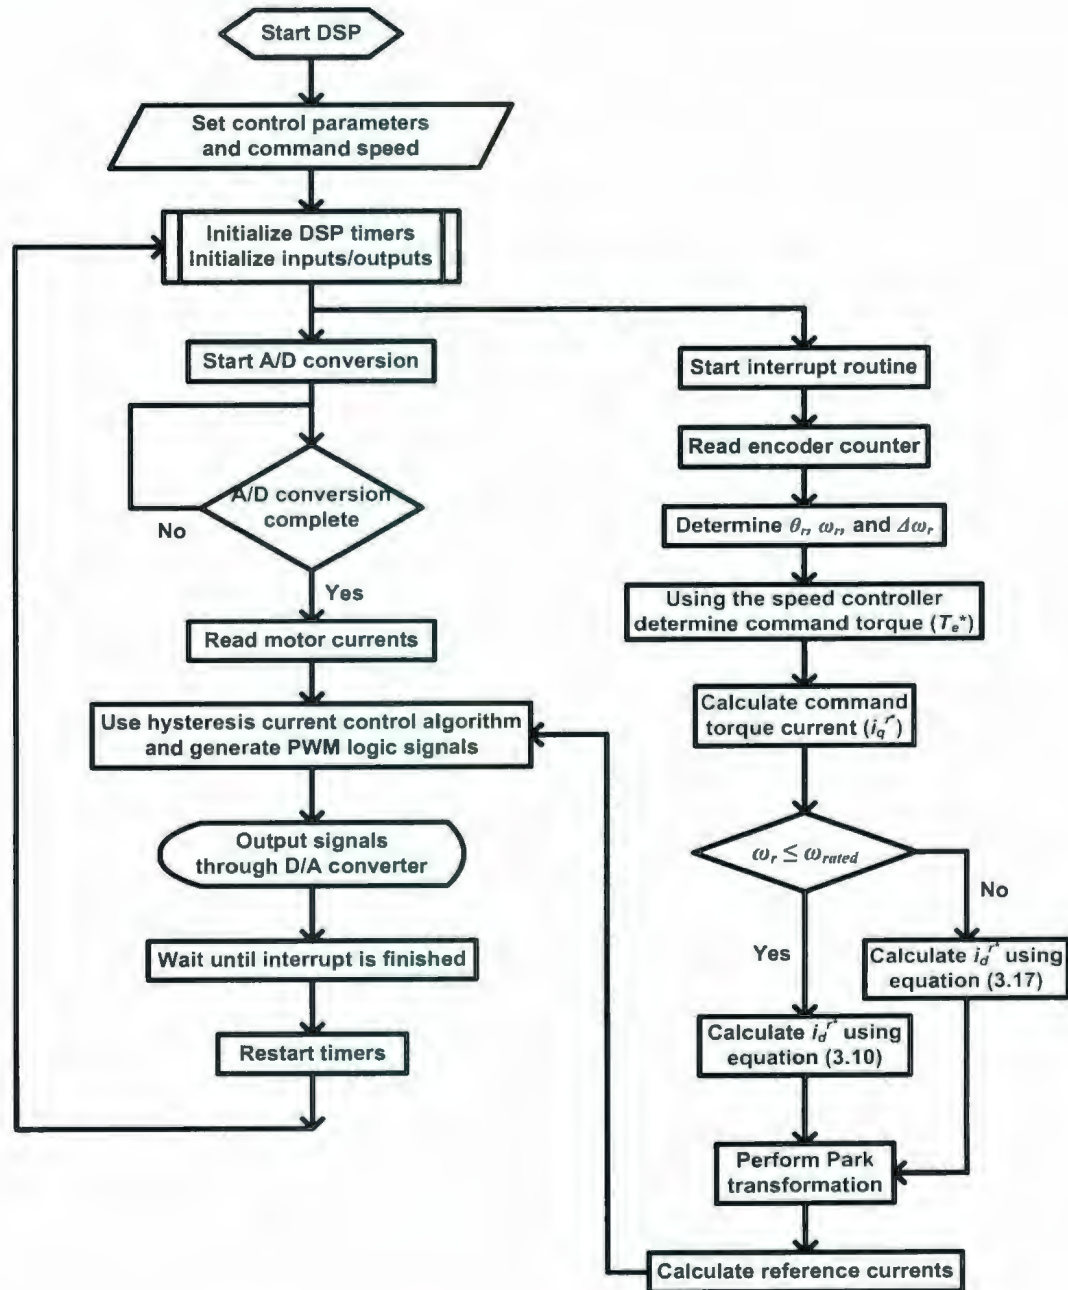 Start DSP
Set control parameters
and command speed
Initialize DSP timers
Initialize inputs/outputs
Start A/D conversion
A/D conversion
complete
No
Yes
Read motor currents
Use hysteresis current control algorithm
and generate PWM logic signals
Output signals
through D/A converter
Wait until interrupt is finished
Restart timers
Start interrupt routine
Read encoder counter
Determine θr, ωr, and Δωr
Using the speed controller
determine command torque (Te*)
Calculate command
torque current (iq^r*)
ωr ≤ ωrated
No
Yes
Calculate id^r* using
equation (3.17)
Calculate id^r* using
equation (3.10)
Perform Park
transformation
Calculate reference currents